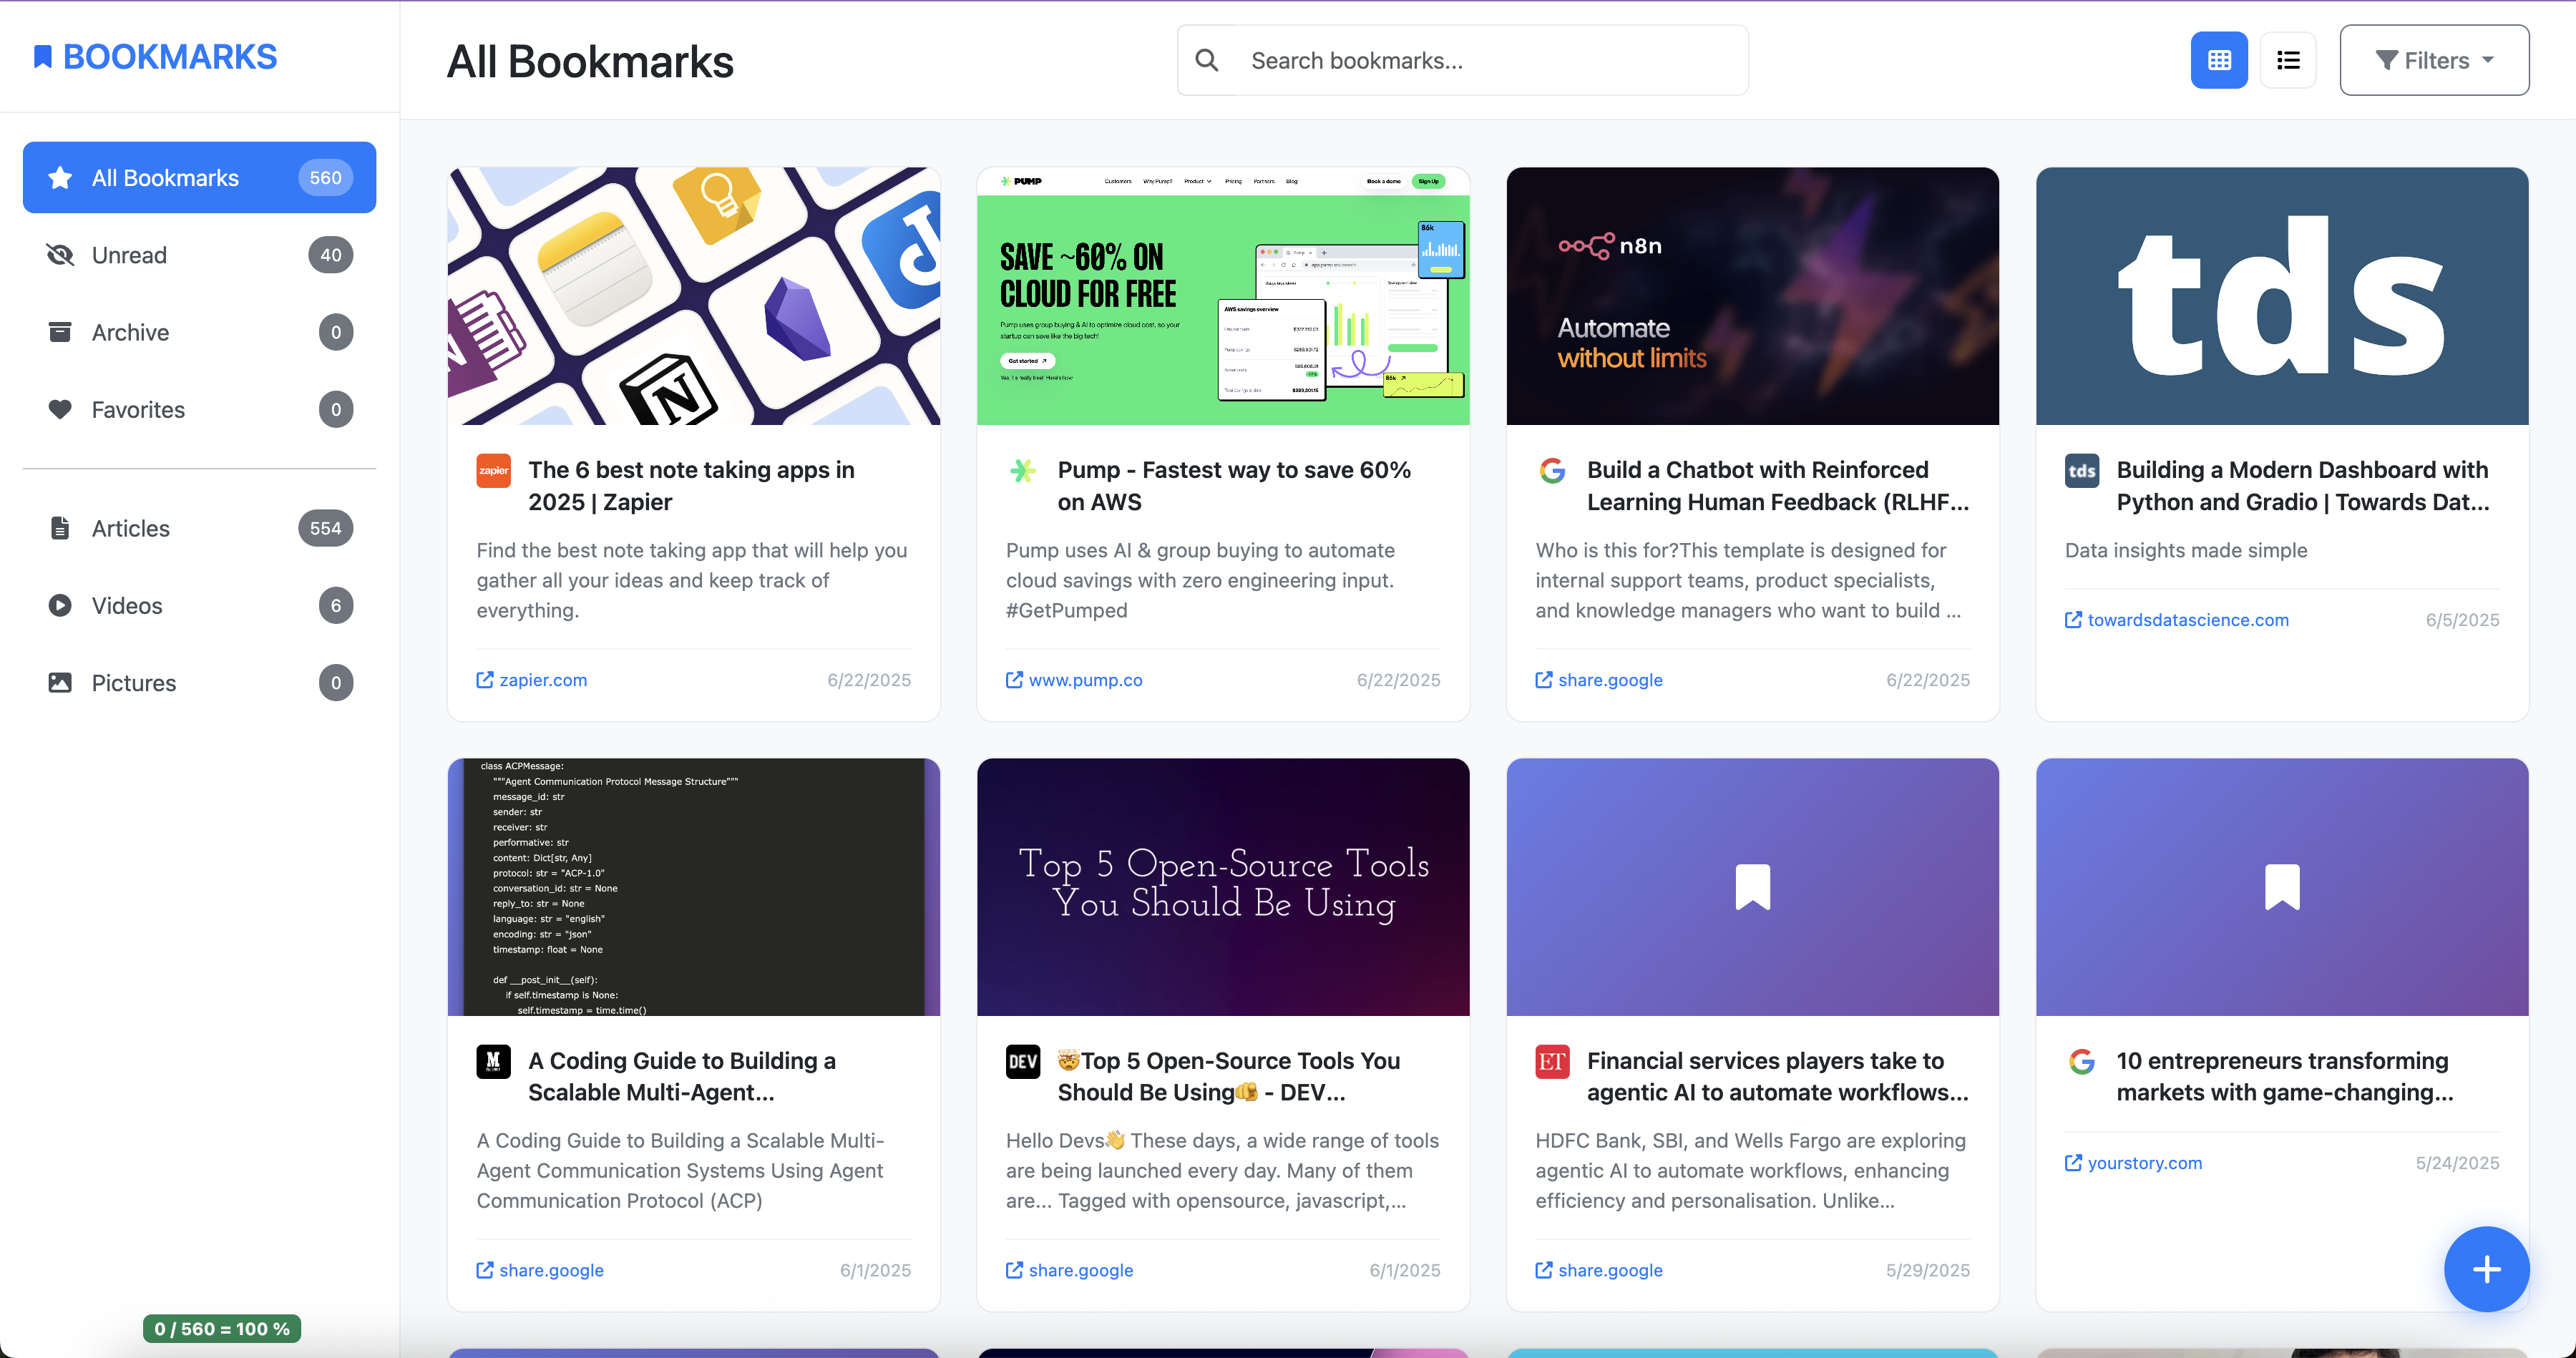 BOOKMARKS
All Bookmarks 560
Unread 40
Archive 0
Favorites 0
Articles 554
Videos 6
Pictures 0
0 / 560 = 100 %
All Bookmarks
Search bookmarks...
Filters
The 6 best note taking apps in
2025 | Zapier
zapier
Find the best note taking app that will help you
gather all your ideas and keep track of
everything.
zapier.com 6/22/2025
PUMP
Customers Why Pump? Product Pricing Partners Blog
Book a demo Sign Up
SAVE ~60% ON
CLOUD FOR FREE
Pump uses group buying & AI to optimize cloud cost, so your
startup can save like the big tech!
Get started
86k
AWS savings overview
86k
Pump - Fastest way to save 60%
on AWS
Pump uses AI & group buying to automate
cloud savings with zero engineering input.
#GetPumped
www.pump.co 6/22/2025
n8n
Automate
without limits
Build a Chatbot with Reinforced
Learning Human Feedback (RLHF...
Who is this for?This template is designed for
internal support teams, product specialists,
and knowledge managers who want to build ...
share.google 6/22/2025
tds
tds
Building a Modern Dashboard with
Python and Gradio | Towards Dat...
Data insights made simple
towardsdatascience.com 6/5/2025
class ACPMessage:
"""Agent Communication Protocol Message Structure"""
message_id: str
sender: str
receiver: str
performative: str
content: Dict[str, Any]
protocol: str = "ACP-1.0"
conversation_id: str = None
reply_to: str = None
language: str = "english"
encoding: str = "json"
timestamp: float = None
def __post_init__(self):
if self.timestamp is None:
self.timestamp = time.time()
A Coding Guide to Building a
Scalable Multi-Agent...
A Coding Guide to Building a Scalable Multi-
Agent Communication Systems Using Agent
Communication Protocol (ACP)
share.google 6/1/2025
Top 5 Open-Source Tools
You Should Be Using
DEV
🤯Top 5 Open-Source Tools You
Should Be Using🫵 - DEV...
Hello Devs👋 These days, a wide range of tools
are being launched every day. Many of them
are... Tagged with opensource, javascript,...
share.google 6/1/2025
ET
Financial services players take to
agentic AI to automate workflows...
HDFC Bank, SBI, and Wells Fargo are exploring
agentic AI to automate workflows, enhancing
efficiency and personalisation. Unlike...
share.google 5/29/2025
10 entrepreneurs transforming
markets with game-changing...
yourstory.com 5/24/2025